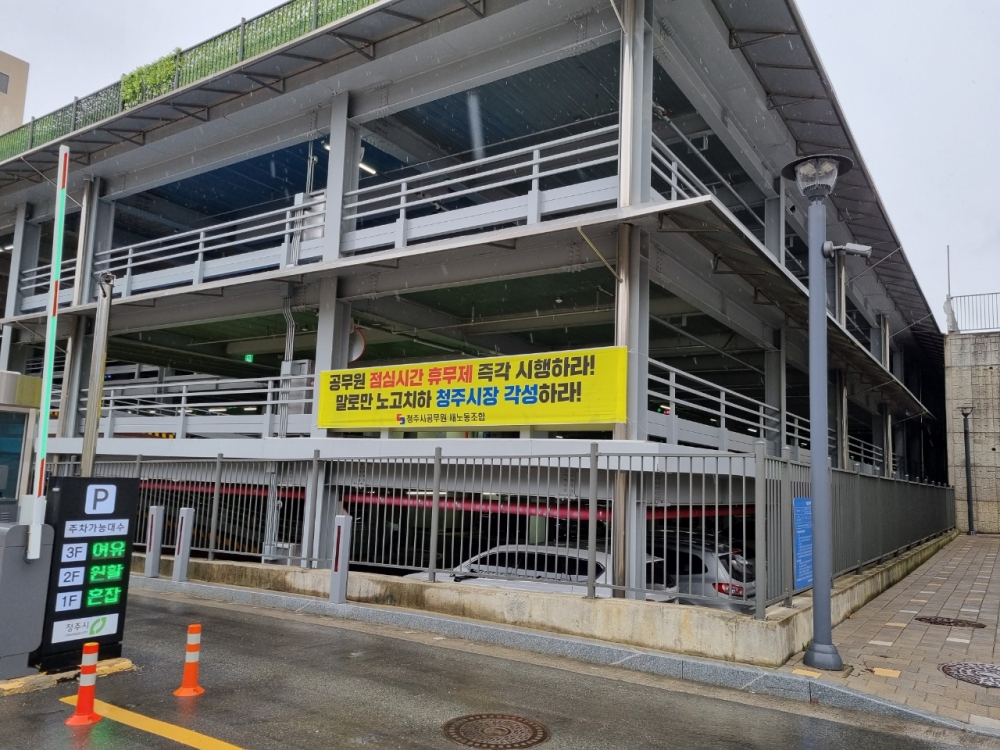 공무원 점심시간 휴무제 즉각 시행하라!
말로만 노고치하 청주시장 각성하라!
청주시공무원 새노동조합
P
주차가능대수
3F 여유
2F 원활
1F 혼잡
청주시